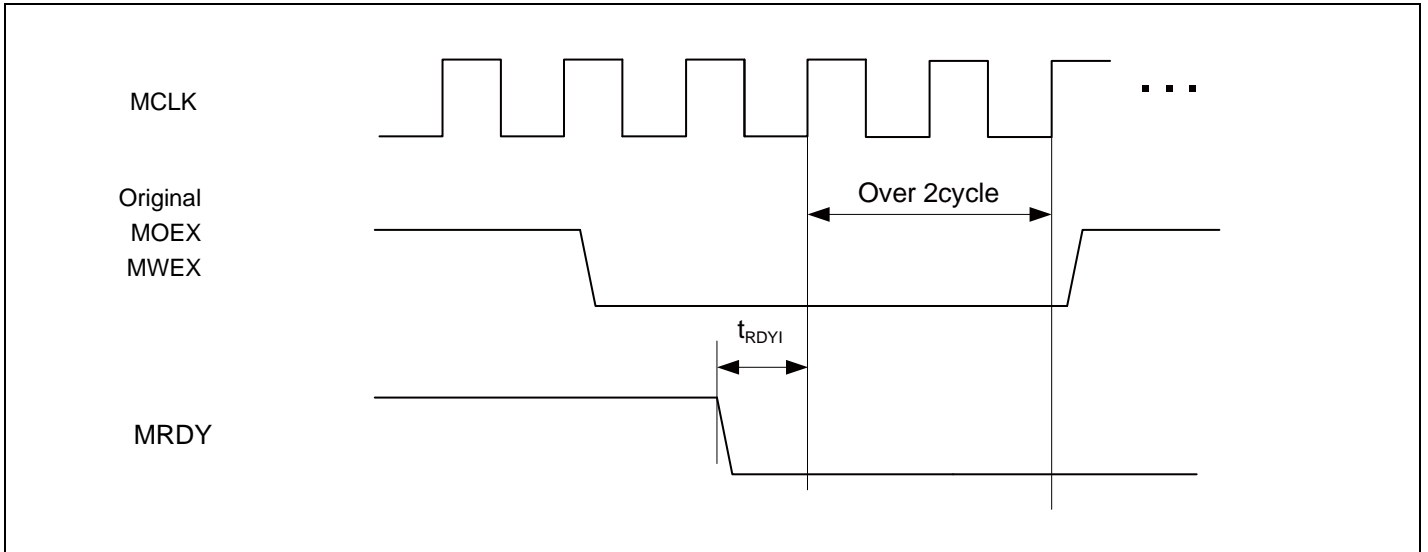 MCLK
Original
MOEX
MWEX
Over 2cycle
tRDYI
MRDY